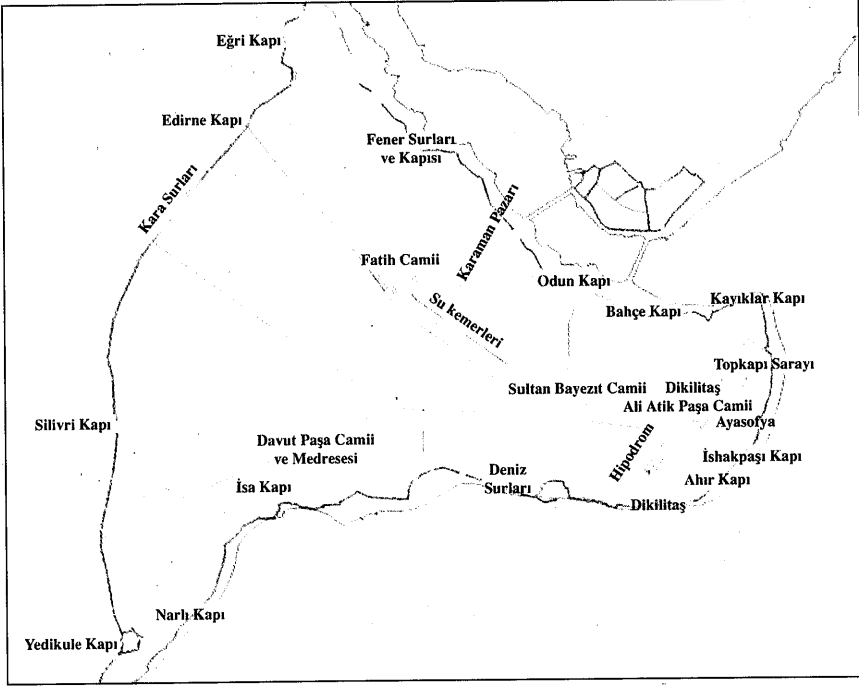 Eğri Kapı
Edirne Kapı
Fener Surları
ve Kapısı
Kara Surları
Karaman Pazarı
Fatih Camii
Odun Kapı
Su kemerleri
Bahçe Kapı
Kayıklar Kapı
Topkapı Sarayı
Sultan Bayezıt Camii
Dikilitaş
Ali Atik Paşa Camii
Ayasofya
Silivri Kapı
Davut Paşa Camii
ve Medresesi
Hipodrom
İshakpaşı Kapı
Deniz
Surları
Ahır Kapı
İsa Kapı
Dikilitaş
Narlı Kapı
Yedikule Kapı